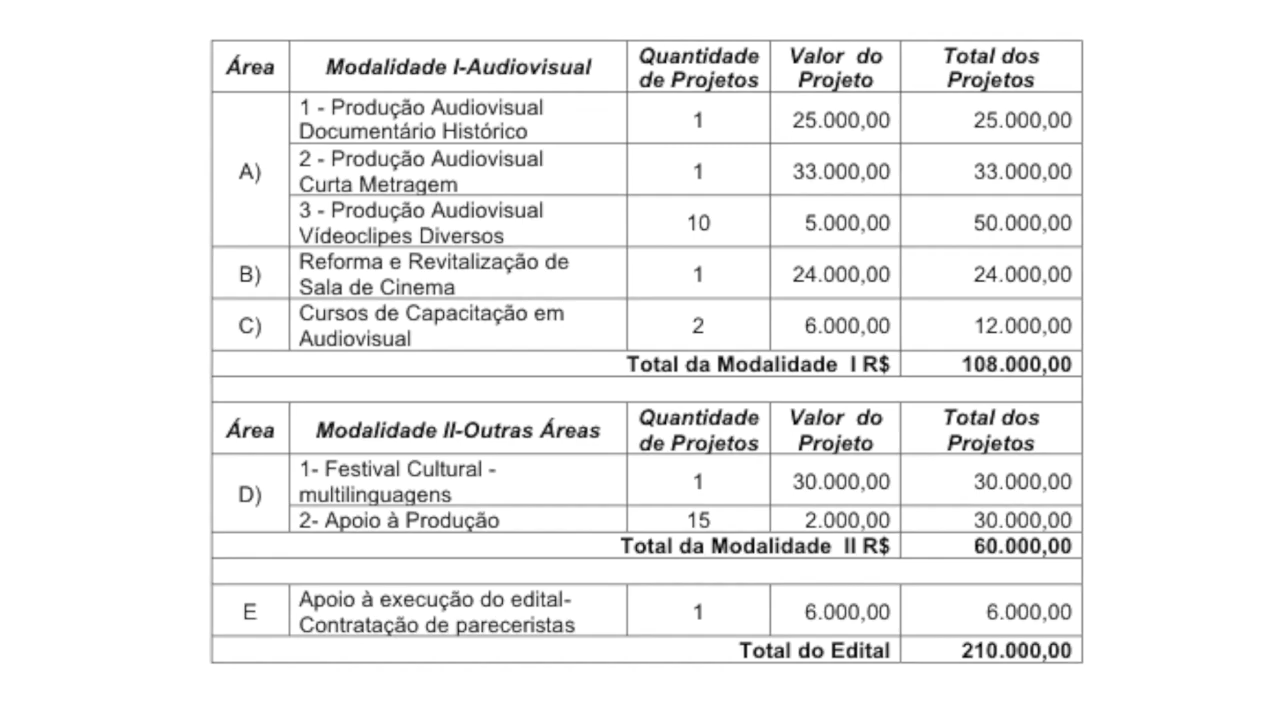 Área Modalidade I-Audiovisual Quantidade de Projetos Valor do Projeto Total dos Projetos
A)
1 - Produção Audiovisual Documentário Histórico 1 25.000,00 25.000,00
2 - Produção Audiovisual Curta Metragem 1 33.000,00 33.000,00
3 - Produção Audiovisual Vídeoclipes Diversos 10 5.000,00 50.000,00
B) Reforma e Revitalização de Sala de Cinema 1 24.000,00 24.000,00
C) Cursos de Capacitação em Audiovisual 2 6.000,00 12.000,00
Total da Modalidade I R$ 108.000,00
Área Modalidade II-Outras Áreas Quantidade de Projetos Valor do Projeto Total dos Projetos
D)
1- Festival Cultural - multilinguagens 1 30.000,00 30.000,00
2- Apoio à Produção 15 2.000,00 30.000,00
Total da Modalidade II R$ 60.000,00
E Apoio à execução do edital- Contratação de pareceristas 1 6.000,00 6.000,00
Total do Edital 210.000,00